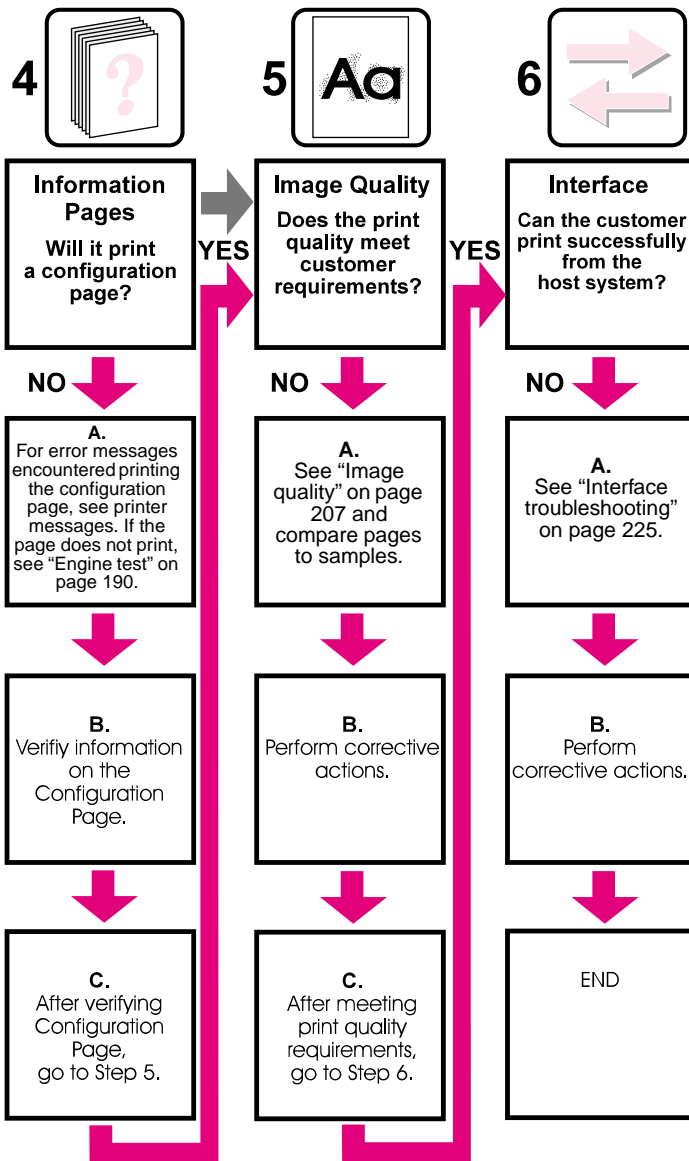 4
?
Information
Pages
Will it print
a configuration
page?
YES
NO
A.
For error messages
encountered printing
the configuration
page, see printer
messages. If the
page does not print,
see “Engine test” on
page 190.
B.
Verifiy information
on the
Configuration
Page.
C.
After verifying
Configuration
Page,
go to Step 5.
5
Aa
Image Quality
Does the print
quality meet
customer
requirements?
YES
NO
A.
See “Image
quality” on page
207 and
compare pages
to samples.
B.
Perform corrective
actions.
C.
After meeting
print quality
requirements,
go to Step 6.
6
Interface
Can the customer
print successfully
from the
host system?
NO
A.
See “Interface
troubleshooting”
on page 225.
B.
Perform
corrective actions.
END